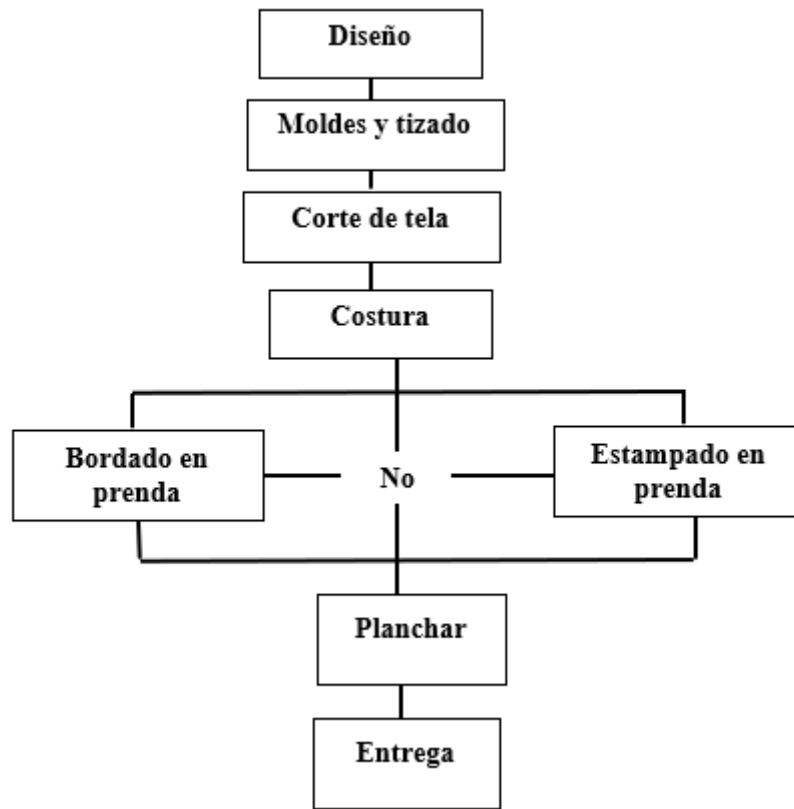 Diseño
Moldes y tizado
Corte de tela
Costura
Bordado en
prenda
No
Estampado en
prenda
Planchar
Entrega